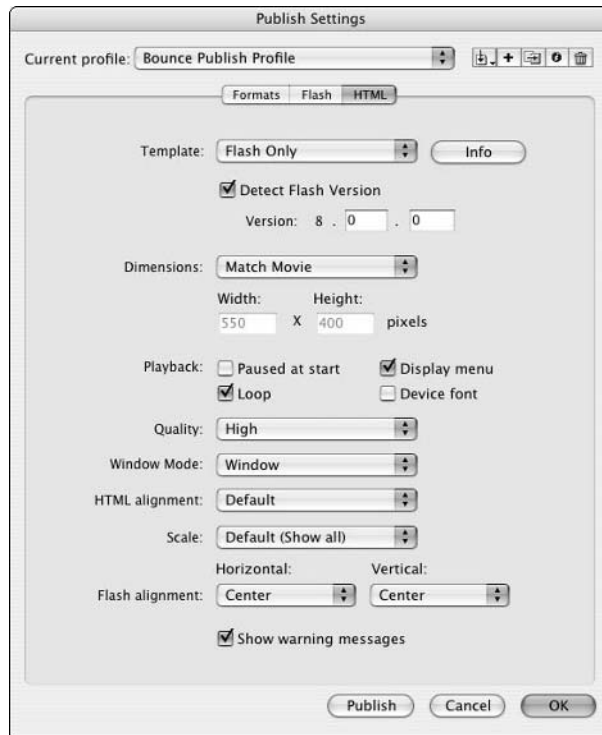 Publish Settings
Current profile: Bounce Publish Profile
Formats Flash HTML
Template: Flash Only Info
Detect Flash Version
Version: 8 . 0 . 0
Dimensions: Match Movie
Width: Height:
550 X 400 pixels
Playback: Paused at start Display menu
Loop Device font
Quality: High
Window Mode: Window
HTML alignment: Default
Scale: Default (Show all)
Horizontal: Vertical:
Flash alignment: Center Center
Show warning messages
Publish Cancel OK